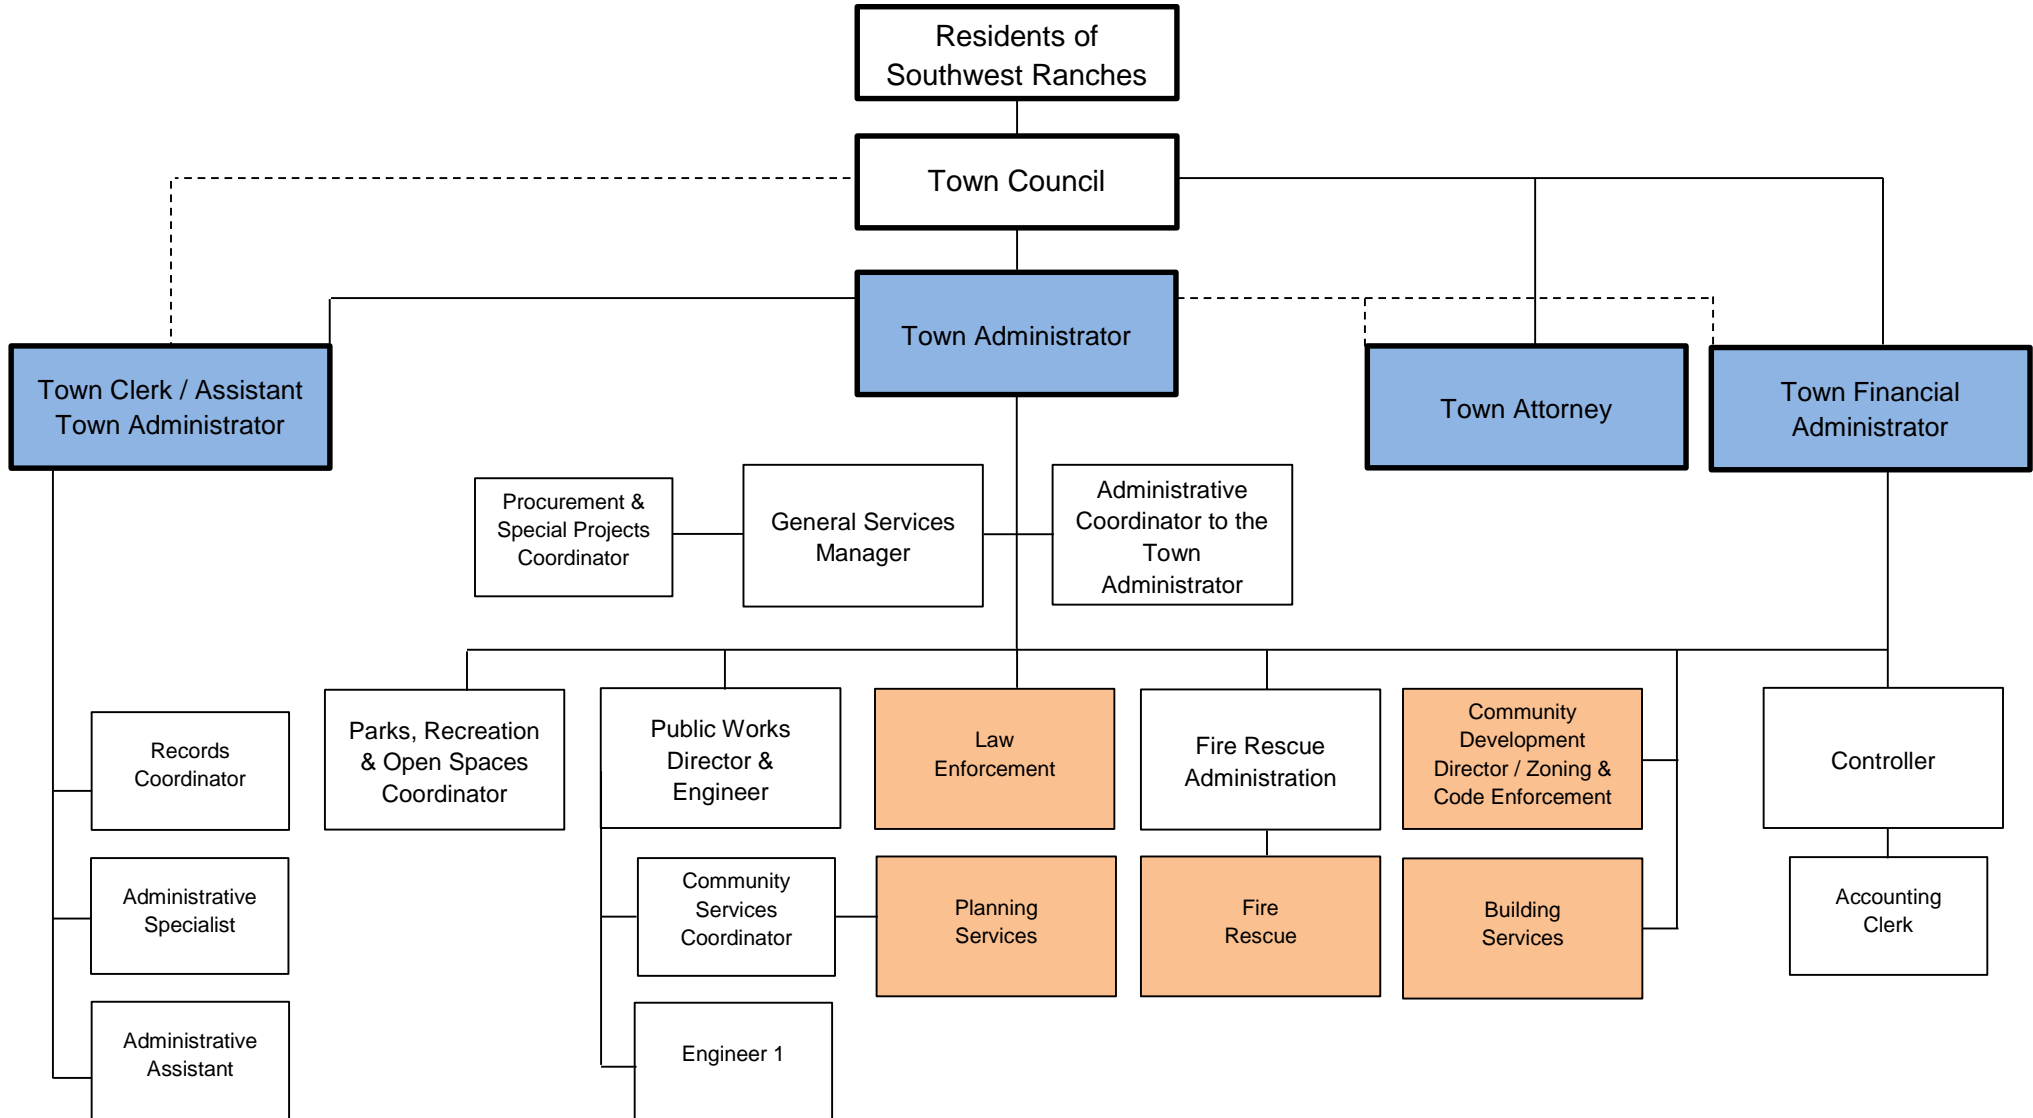 Residents of
Southwest Ranches
Town Council
Town Administrator
Town Clerk / Assistant
Town Administrator
Town Attorney
Town Financial
Administrator
Procurement &
Special Projects
Coordinator
General Services
Manager
Administrative
Coordinator to the
Town
Administrator
Parks, Recreation
& Open Spaces
Coordinator
Public Works
Director &
Engineer
Law
Enforcement
Fire Rescue
Administration
Community
Development
Director / Zoning &
Code Enforcement
Controller
Records
Coordinator
Administrative
Specialist
Community
Services
Coordinator
Planning
Services
Fire
Rescue
Building
Services
Accounting
Clerk
Administrative
Assistant
Engineer 1